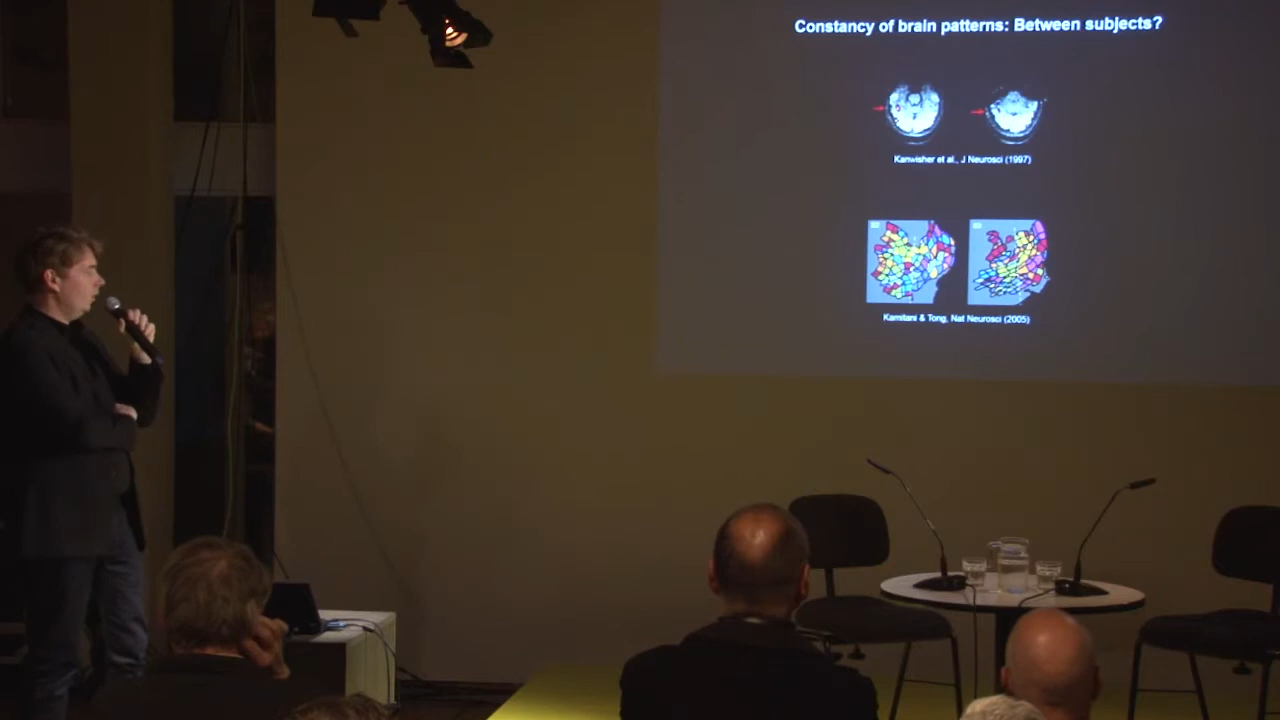 Constancy of brain patterns: Between subjects?
Kanwisher et al., J Neurosci (1997)
Kamitani & Tong, Nat Neurosci (2005)